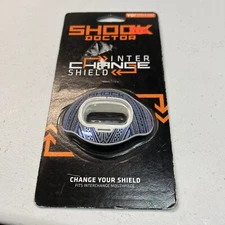 SHOCK
DOCTOR
INTER
CHANGE
SHIELD
CHANGE YOUR SHIELD
FITS INTERCHANGE MOUTHPIECE